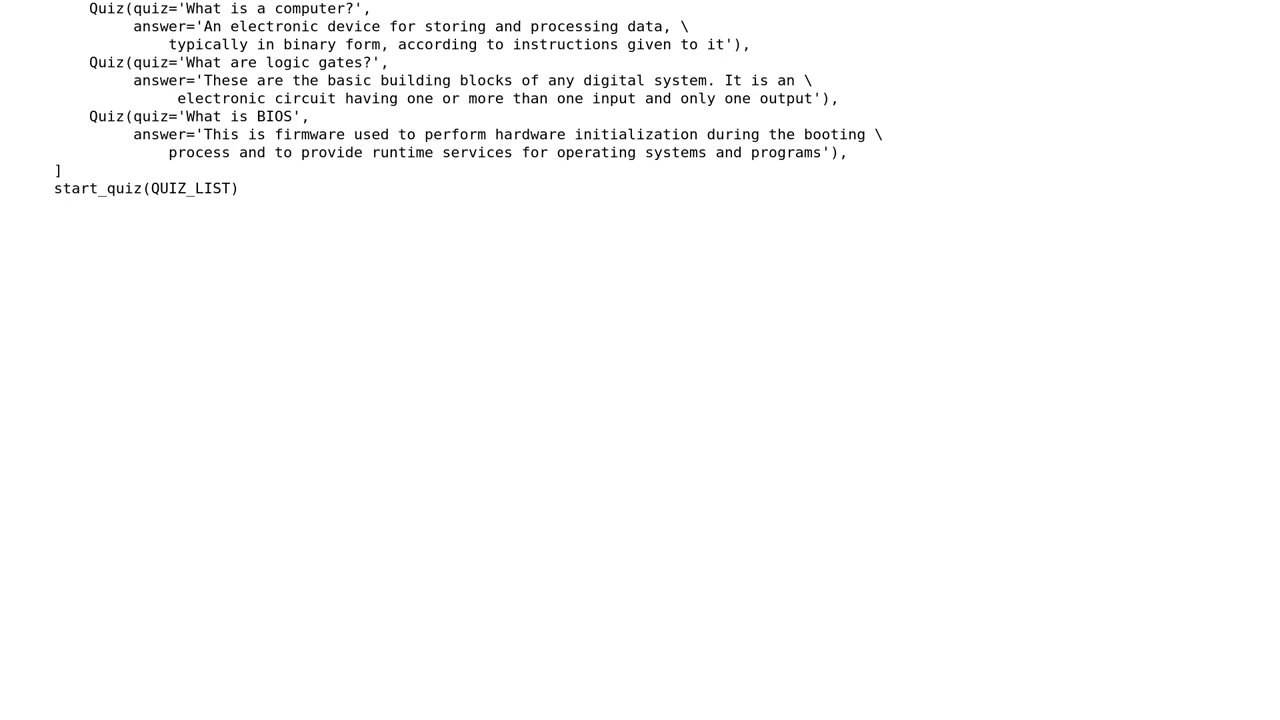 Quiz(quiz='What is a computer?',
         answer='An electronic device for storing and processing data, \
             typically in binary form, according to instructions given to it'),
    Quiz(quiz='What are logic gates?',
         answer='These are the basic building blocks of any digital system. It is an \
              electronic circuit having one or more than one input and only one output'),
    Quiz(quiz='What is BIOS',
         answer='This is firmware used to perform hardware initialization during the booting \
             process and to provide runtime services for operating systems and programs'),
]
start_quiz(QUIZ_LIST)